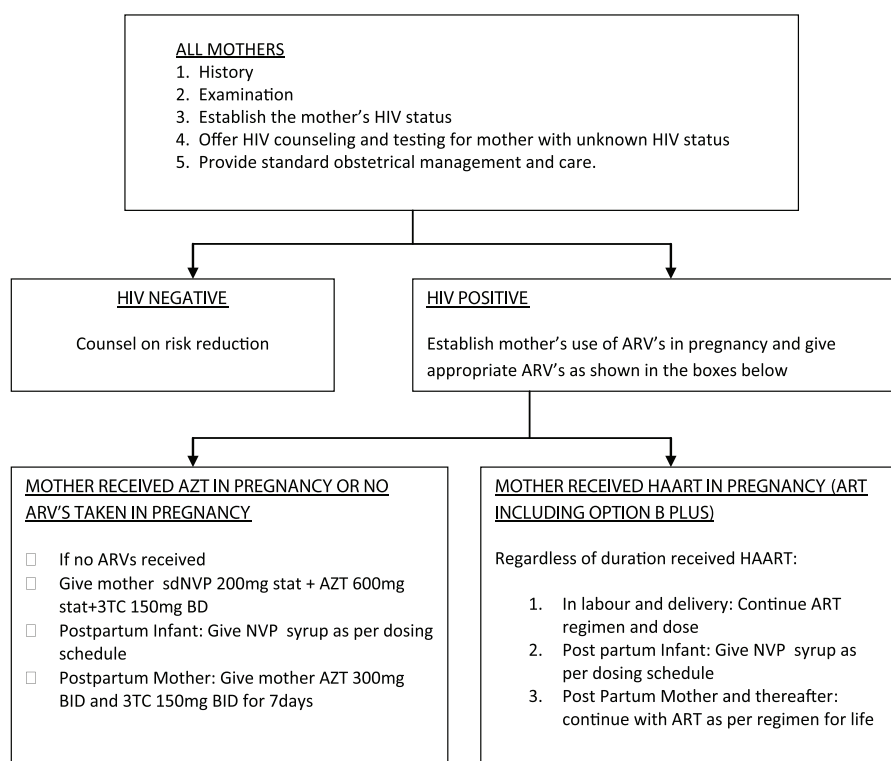 ALL MOTHERS
1. History
2. Examination
3. Establish the mother’s HIV status
4. Offer HIV counseling and testing for mother with unknown HIV status
5. Provide standard obstetrical management and care.
HIV NEGATIVE
Counsel on risk reduction
HIV POSITIVE
Establish mother’s use of ARV’s in pregnancy and give
appropriate ARV’s as shown in the boxes below
MOTHER RECEIVED AZT IN PREGNANCY OR NO
ARV’S TAKEN IN PREGNANCY
If no ARVs received
Give mother sdNVP 200mg stat + AZT 600mg
stat+3TC 150mg BD
Postpartum Infant: Give NVP syrup as per dosing
schedule
Postpartum Mother: Give mother AZT 300mg
BID and 3TC 150mg BID for 7days
MOTHER RECEIVED HAART IN PREGNANCY (ART
INCLUDING OPTION B PLUS)
Regardless of duration received HAART:
1. In labour and delivery: Continue ART
regimen and dose
2. Post partum Infant: Give NVP syrup as
per dosing schedule
3. Post Partum Mother and thereafter:
continue with ART as per regimen for life